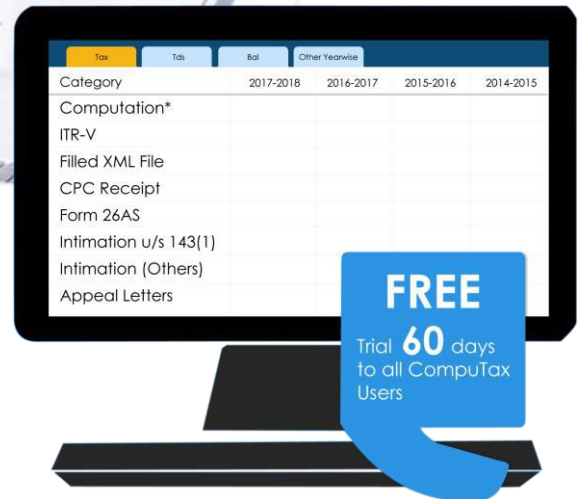 Tax Tds Bal Other Yearwise
Category 2017-2018 2016-2017 2015-2016 2014-2015
Computation*
ITR-V
Filled XML File
CPC Receipt
Form 26AS
Intimation u/s 143(1)
Intimation (Others)
Appeal Letters
FREE
Trial 60 days
to all CompuTax
Users